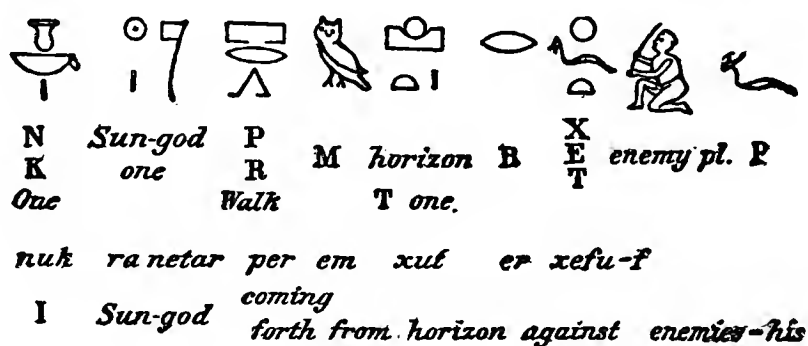 N Sun-god P X
K one R M horizon R E enemy pl. F
One Walk T one. T
nuk ra netar per em xut er xefu-f
coming
I Sun-god forth from horizon against enemies-his